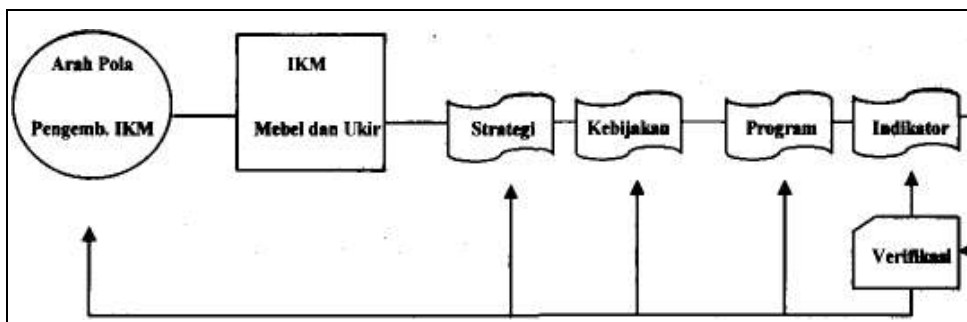 Arah Pola
Pengemb. IKM
IKM
Mebel dan Ukir
Strategi
Kebijakan
Program
Indikator
Verifikasi